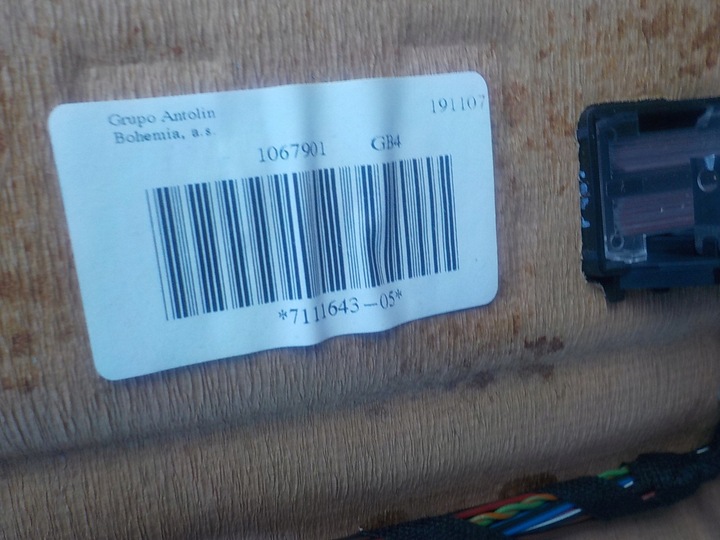 Grupo Antolin
Bohemia, a.s.
191107
1067901 GB4
*7111643-05*